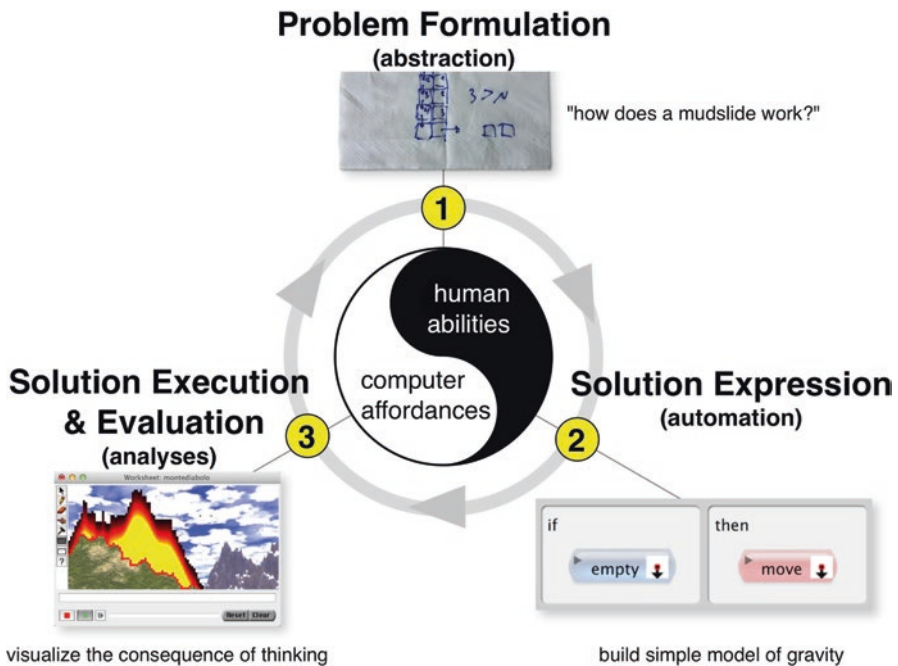 Problem Formulation
(abstraction)
3 > N
"how does a mudslide work?"
1
human
abilities
computer
affordances
Solution Execution
& Evaluation
(analyses)
3
Solution Expression
(automation)
2
Worksheet: montediabolo
?
Reset Clear
visualize the consequence of thinking
if
then
empty
move
build simple model of gravity